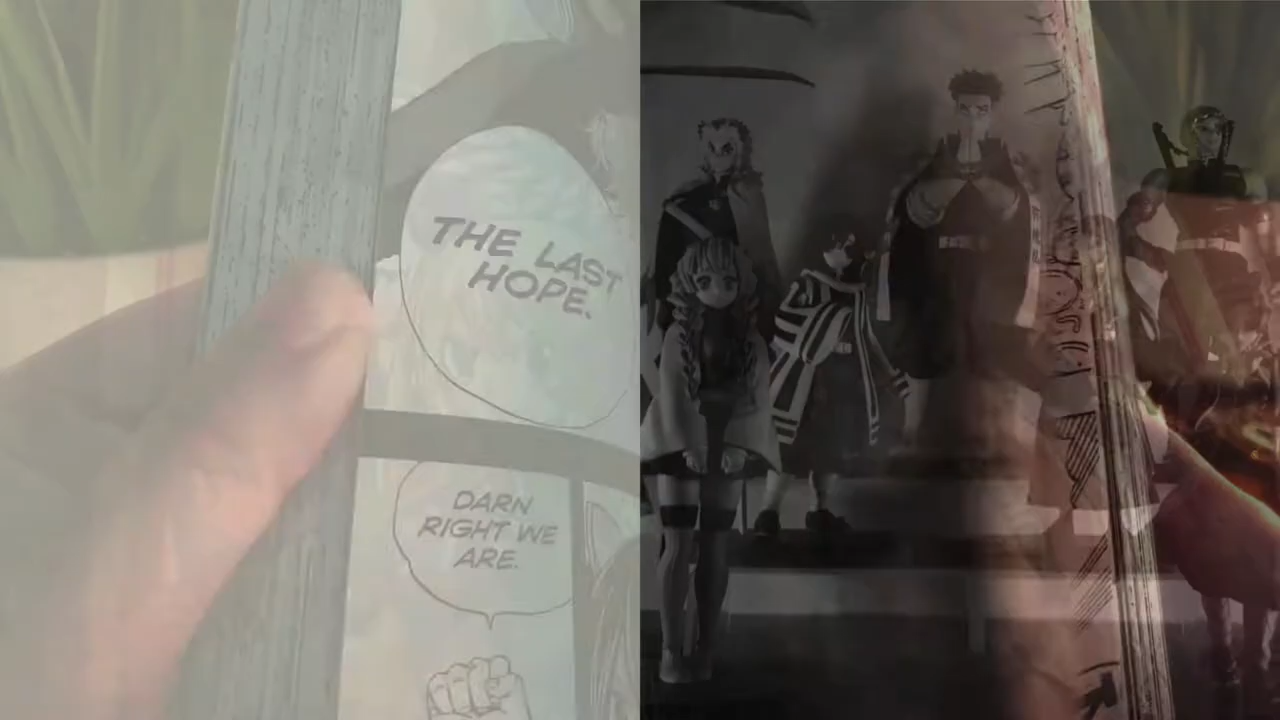 THE LAST
HOPE.
DARN
RIGHT WE
ARE.